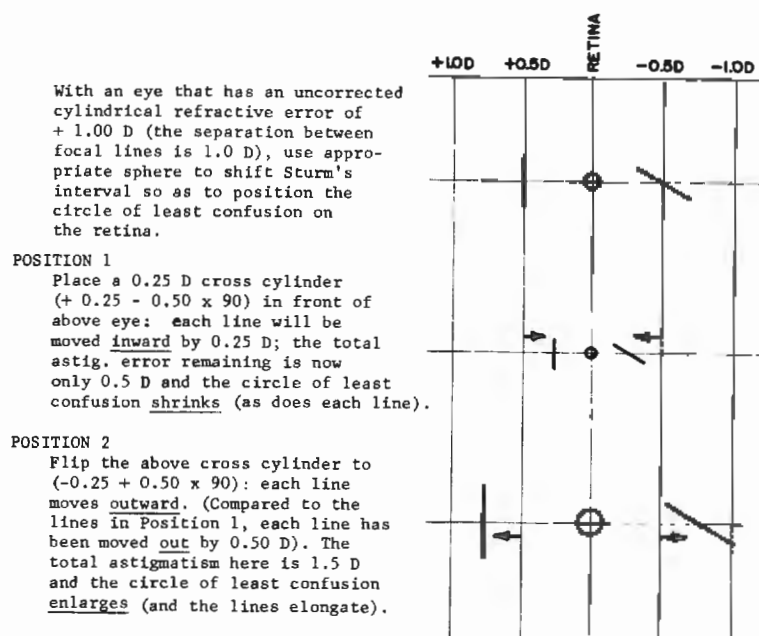 +1.0D +0.5D RETINA -0.5D -1.0D
With an eye that has an uncorrected
cylindrical refractive error of
+ 1.00 D (the separation between
focal lines is 1.0 D), use appro-
priate sphere to shift Sturm's
interval so as to position the
circle of least confusion on
the retina.
POSITION 1
Place a 0.25 D cross cylinder
(+ 0.25 - 0.50 x 90) in front of
above eye: each line will be
moved inward by 0.25 D; the total
astig. error remaining is now
only 0.5 D and the circle of least
confusion shrinks (as does each line).
POSITION 2
Flip the above cross cylinder to
(-0.25 + 0.50 x 90): each line
moves outward. (Compared to the
lines in Position 1, each line has
been moved out by 0.50 D). The
total astigmatism here is 1.5 D
and the circle of least confusion
enlarges (and the lines elongate).